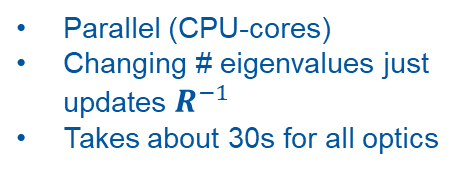 • Parallel (CPU-cores)
• Changing # eigenvalues just
updates R⁻¹
• Takes about 30s for all optics